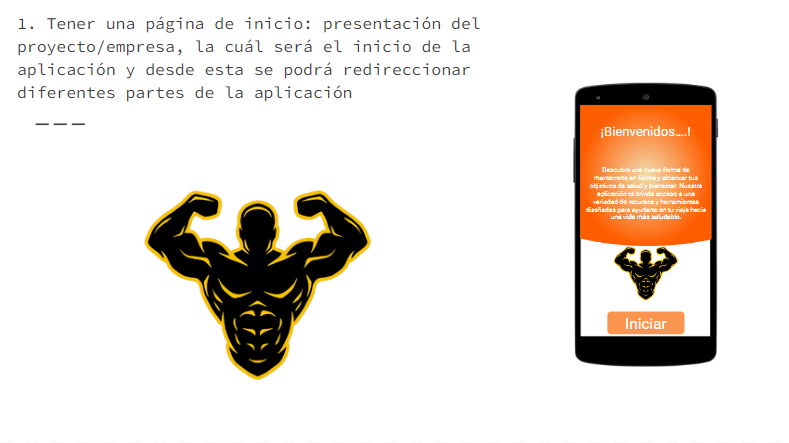 1. Tener una página de inicio: presentación del
proyecto/empresa, la cuál será el inicio de la
aplicación y desde esta se podrá redireccionar
diferentes partes de la aplicación
¡Bienvenidos....!
Descubre una nueva forma de
mantenerte en forma y alcanzar tus
objetivos de salud y bienestar. Nuestra
aplicación te brinda acceso a una
variedad de recursos y herramientas
diseñadas para ayudarte en tu viaje hacia
una vida más saludable.
Iniciar